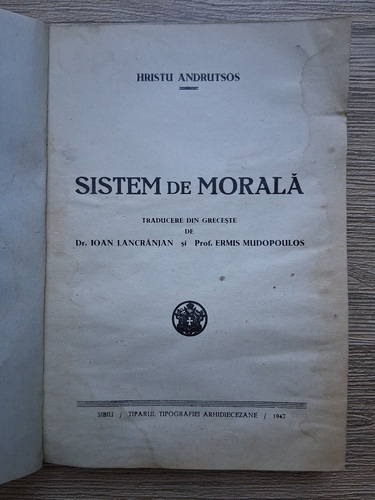 HRISTU ANDRUTSOS
SISTEM DE MORALĂ
TRADUCERE DIN GRECEȘTE
DE
Dr. IOAN LANCRĂNJAN și Prof. ERMIS MUDOPOULOS
SIBIU / TIPARUL TIPOGRAFIEI ARHIDIECEZANE / 1947